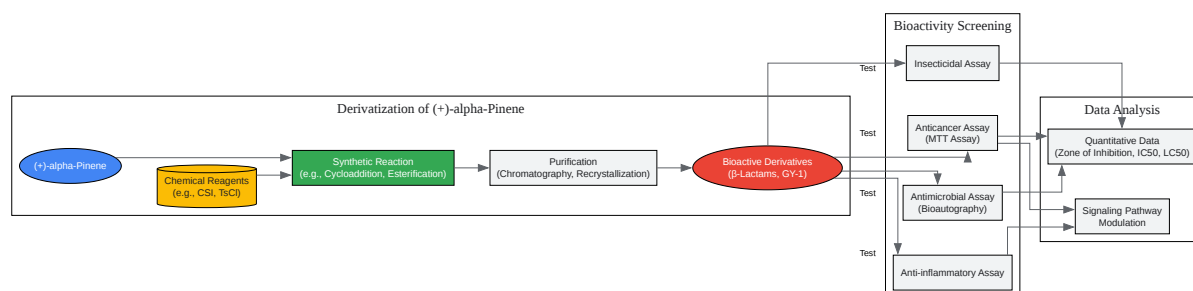 Bioactivity Screening
Insecticidal Assay
Test
Derivatization of (+)-alpha-Pinene
Data Analysis
(+)-alpha-Pinene
Chemical Reagents
(e.g., CSI, TsCl)
Synthetic Reaction
(e.g., Cycloaddition, Esterification)
Purification
(Chromatography, Recrystallization)
Bioactive Derivatives
(β-Lactams, GY-1)
Test
Anticancer Assay
(MTT Assay)
Quantitative Data
(Zone of Inhibition, IC50, LC50)
Test
Antimicrobial Assay
(Bioautography)
Signaling Pathway
Modulation
Test
Anti-inflammatory Assay